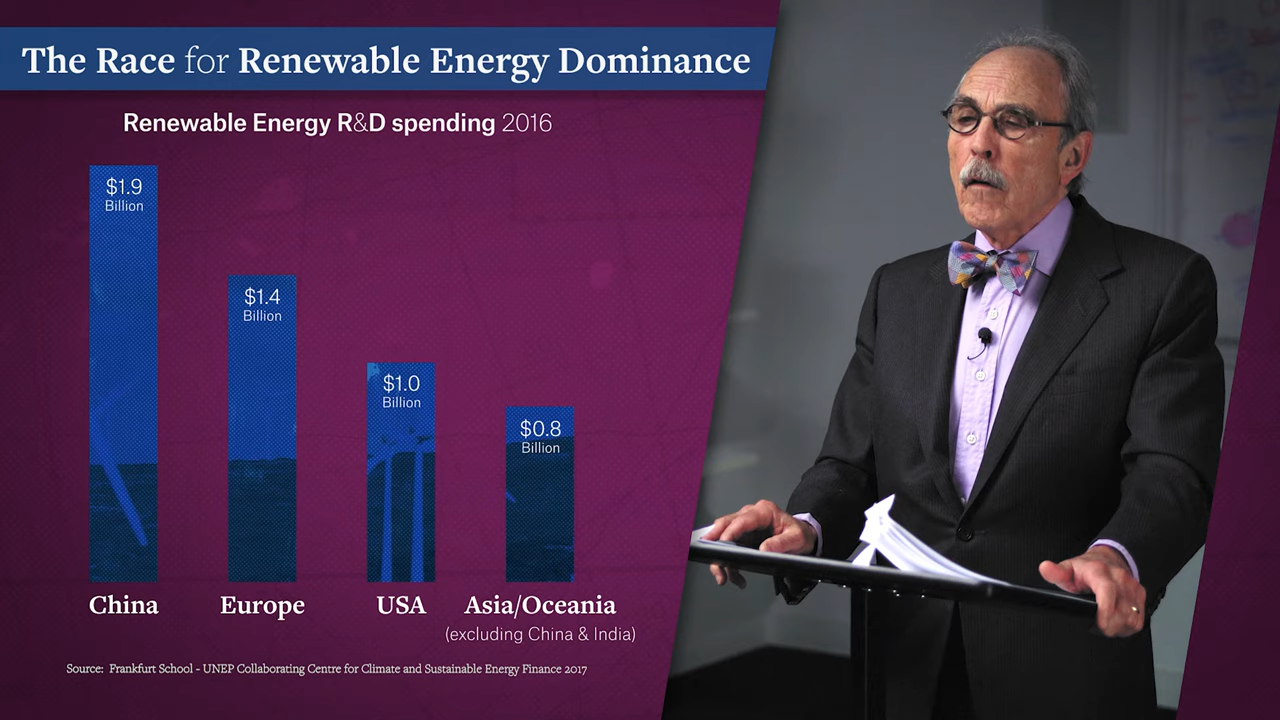 The Race for Renewable Energy Dominance
Renewable Energy R&D spending 2016
$1.9
Billion
$1.4
Billion
$1.0
Billion
$0.8
Billion
China
Europe
USA
Asia/Oceania
(excluding China & India)
Source: Frankfurt School - UNEP Collaborating Centre for Climate and Sustainable Energy Finance 2017